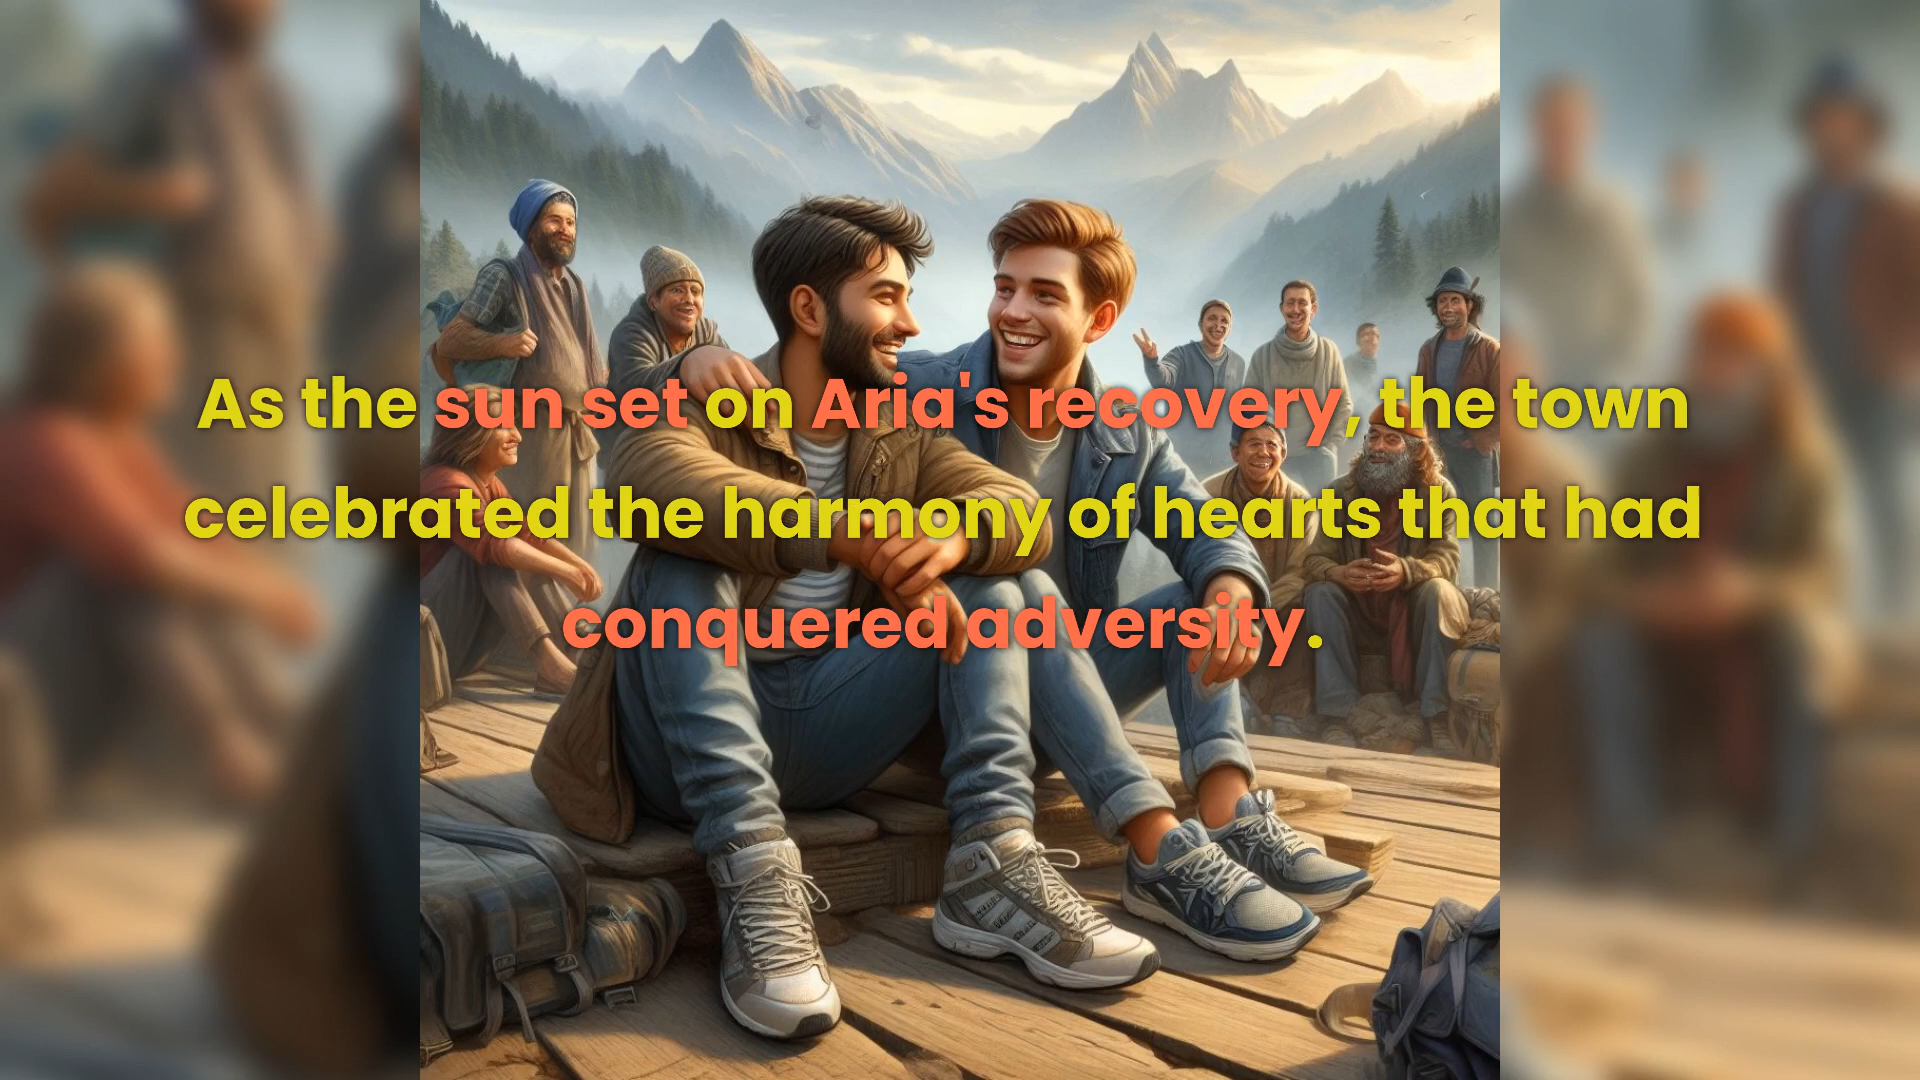 As the sun set on Aria's recovery, the town
celebrated the harmony of hearts that had
conquered adversity.